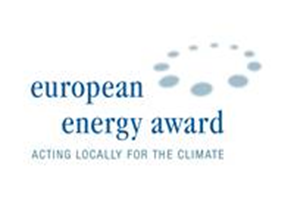 european
energy award
ACTING LOCALLY FOR THE CLIMATE